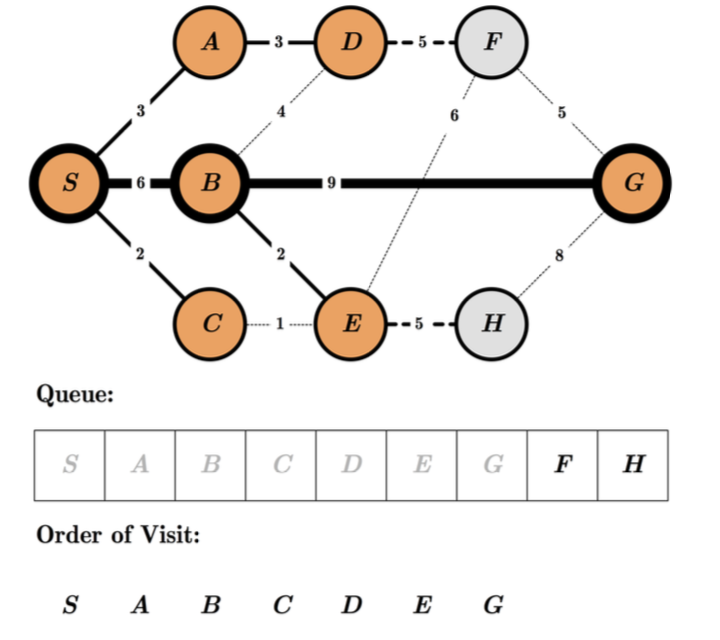 A 3 D 5 F
3 4 6 5
S 6 B 9 G
2 2 8
C 1 E 5 H
Queue:
S A B C D E G F H
Order of Visit:
S A B C D E G